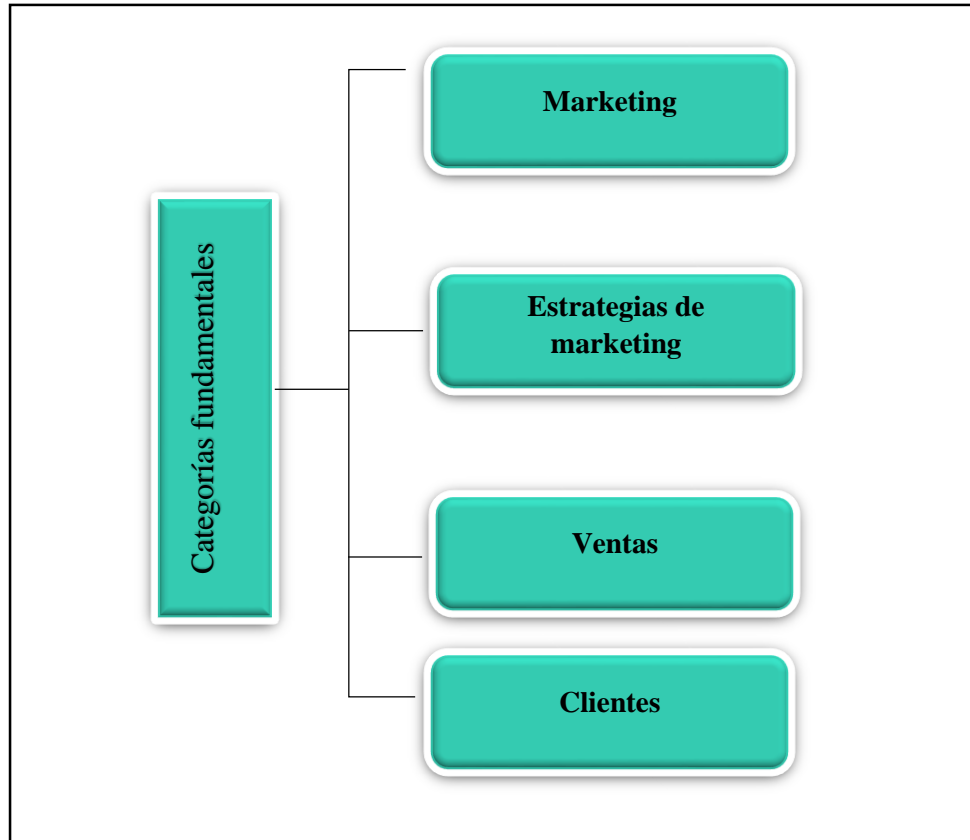 Categorías fundamentales
Marketing
Estrategias de
marketing
Ventas
Clientes